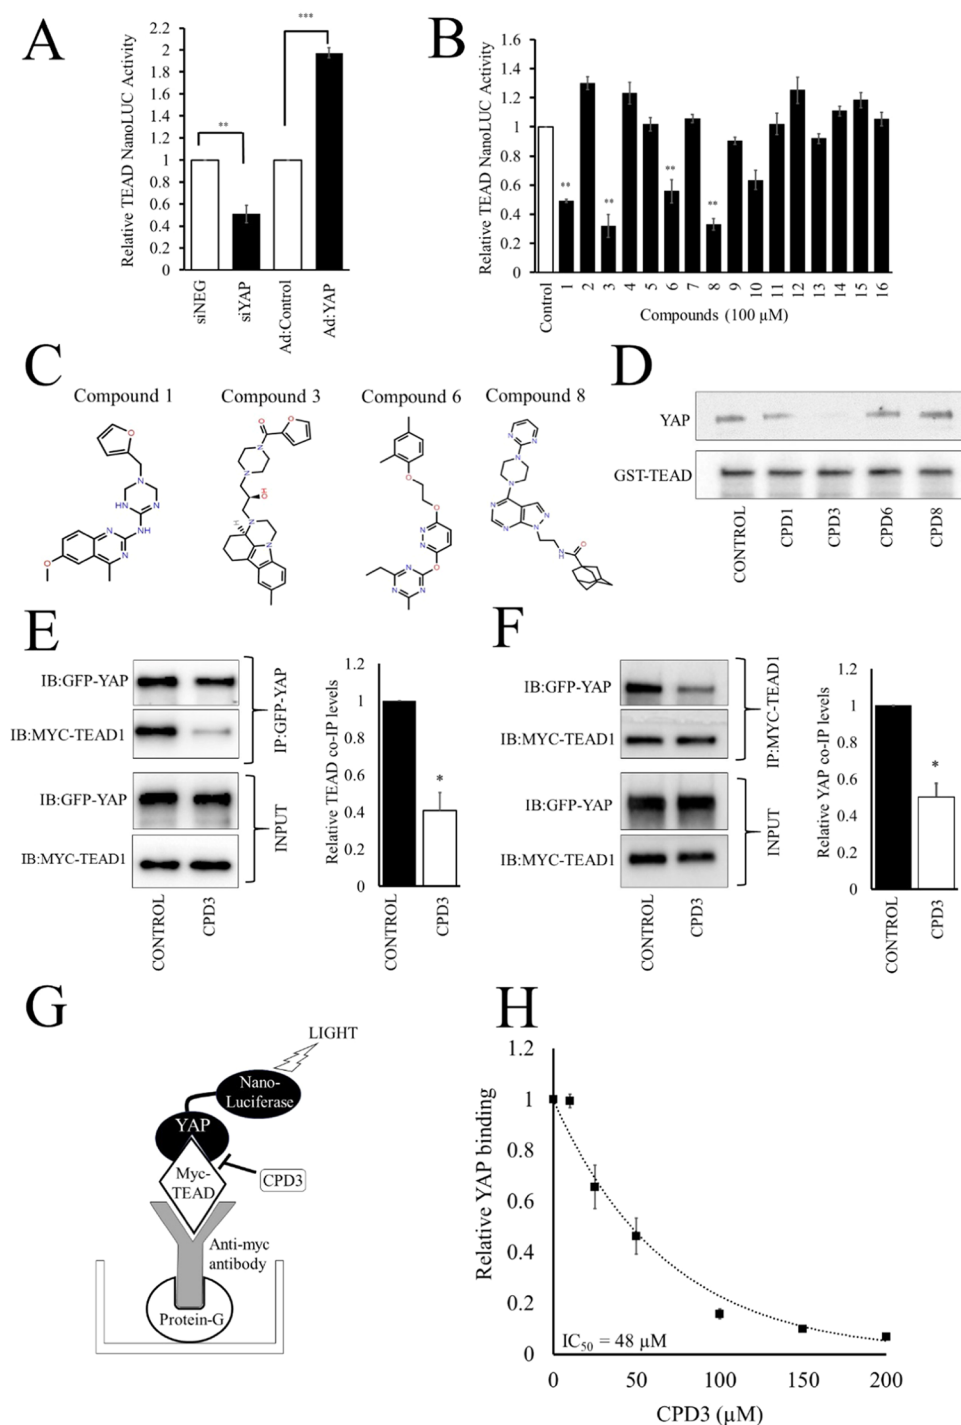 A
Relative TEAD NanoLUC Activity
2.2
2
1.8
1.6
1.4
1.2
1
0.8
0.6
0.4
0.2
0
**
***
siNEG
siYAP
Ad:Control
Ad:YAP
B
Relative TEAD NanoLUC Activity
1.6
1.4
1.2
1
0.8
0.6
0.4
0.2
0
**
**
**
**
Control
1
2
3
4
5
6
7
8
9
10
11
12
13
14
15
16
Compounds (100 µM)
C
Compound 1
Compound 3
Compound 6
Compound 8
D
YAP
GST-TEAD
CONTROL
CPD1
CPD3
CPD6
CPD8
E
IB:GFP-YAP
IB:MYC-TEAD1
IP:GFP-YAP
IB:GFP-YAP
IB:MYC-TEAD1
INPUT
CONTROL
CPD3
Relative TEAD co-IP levels
1.2
1
0.8
0.6
0.4
0.2
0
*
CONTROL
CPD3
F
IB:GFP-YAP
IB:MYC-TEAD1
IP:MYC-TEAD1
IB:GFP-YAP
IB:MYC-TEAD1
INPUT
CONTROL
CPD3
Relative YAP co-IP levels
1.2
1
0.8
0.6
0.4
0.2
0
*
CONTROL
CPD3
G
LIGHT
Nano-
Luciferase
YAP
Myc-
TEAD
CPD3
Anti-myc
antibody
Protein-G
H
Relative YAP binding
1.2
1
0.8
0.6
0.4
0.2
0
IC50 = 48 µM
0
50
100
150
200
CPD3 (µM)